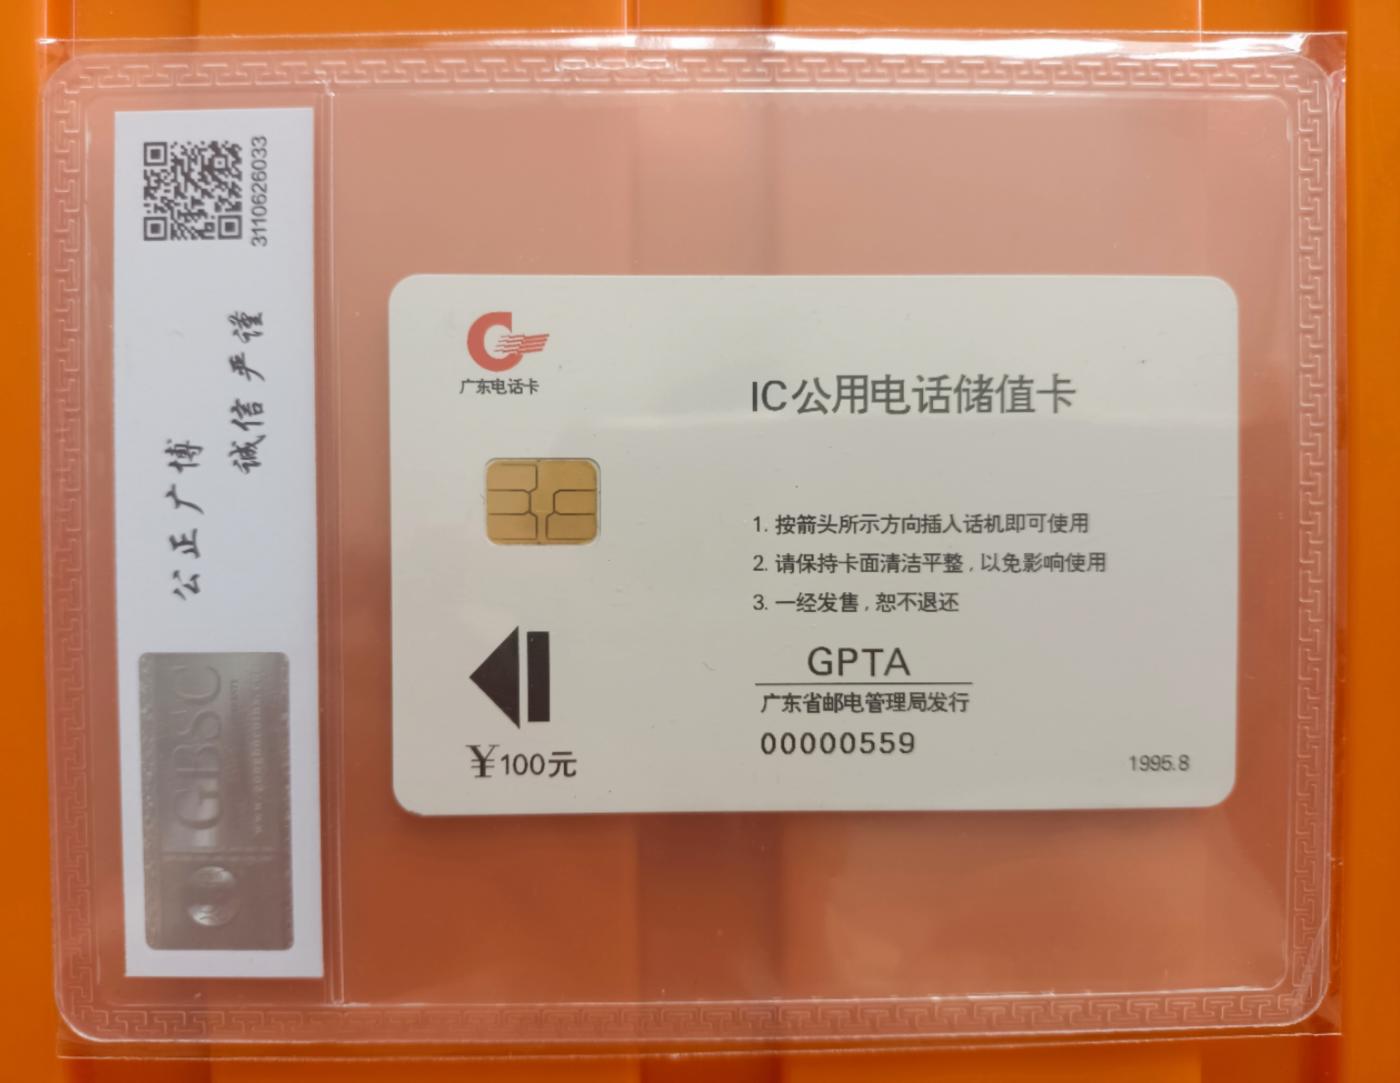 3110626033
诚信 严谨
公正广博
GBSC
广东电话卡
IC公用电话储值卡
1. 按箭头所示方向插入话机即可使用
2. 请保持卡面清洁平整，以免影响使用
3. 一经发售，恕不退还
GPTA
广东省邮电管理局发行
00000559
¥100元
1995.8